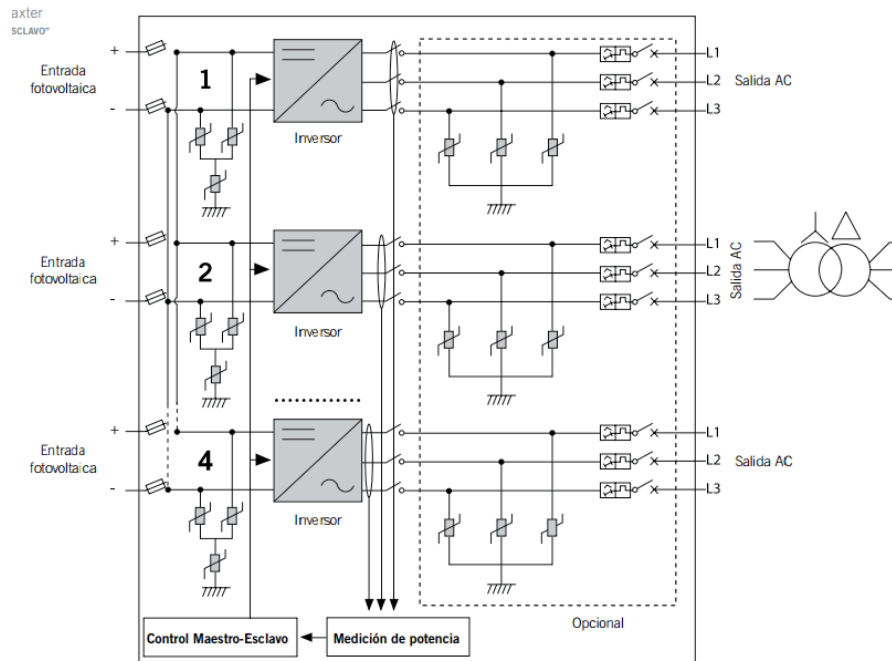 axter
SCLAVO"
+
Entrada
fotovoltaica
-
1
Inversor
L1
L2
L3
Salida AC
+
Entrada
fotovoltaica
-
2
Inversor
L1
L2
L3
Salida AC
+
Entrada
fotovoltaica
-
4
Inversor
L1
L2
L3
Salida AC
Opcional
Control Maestro-Esclavo
Medición de potencia